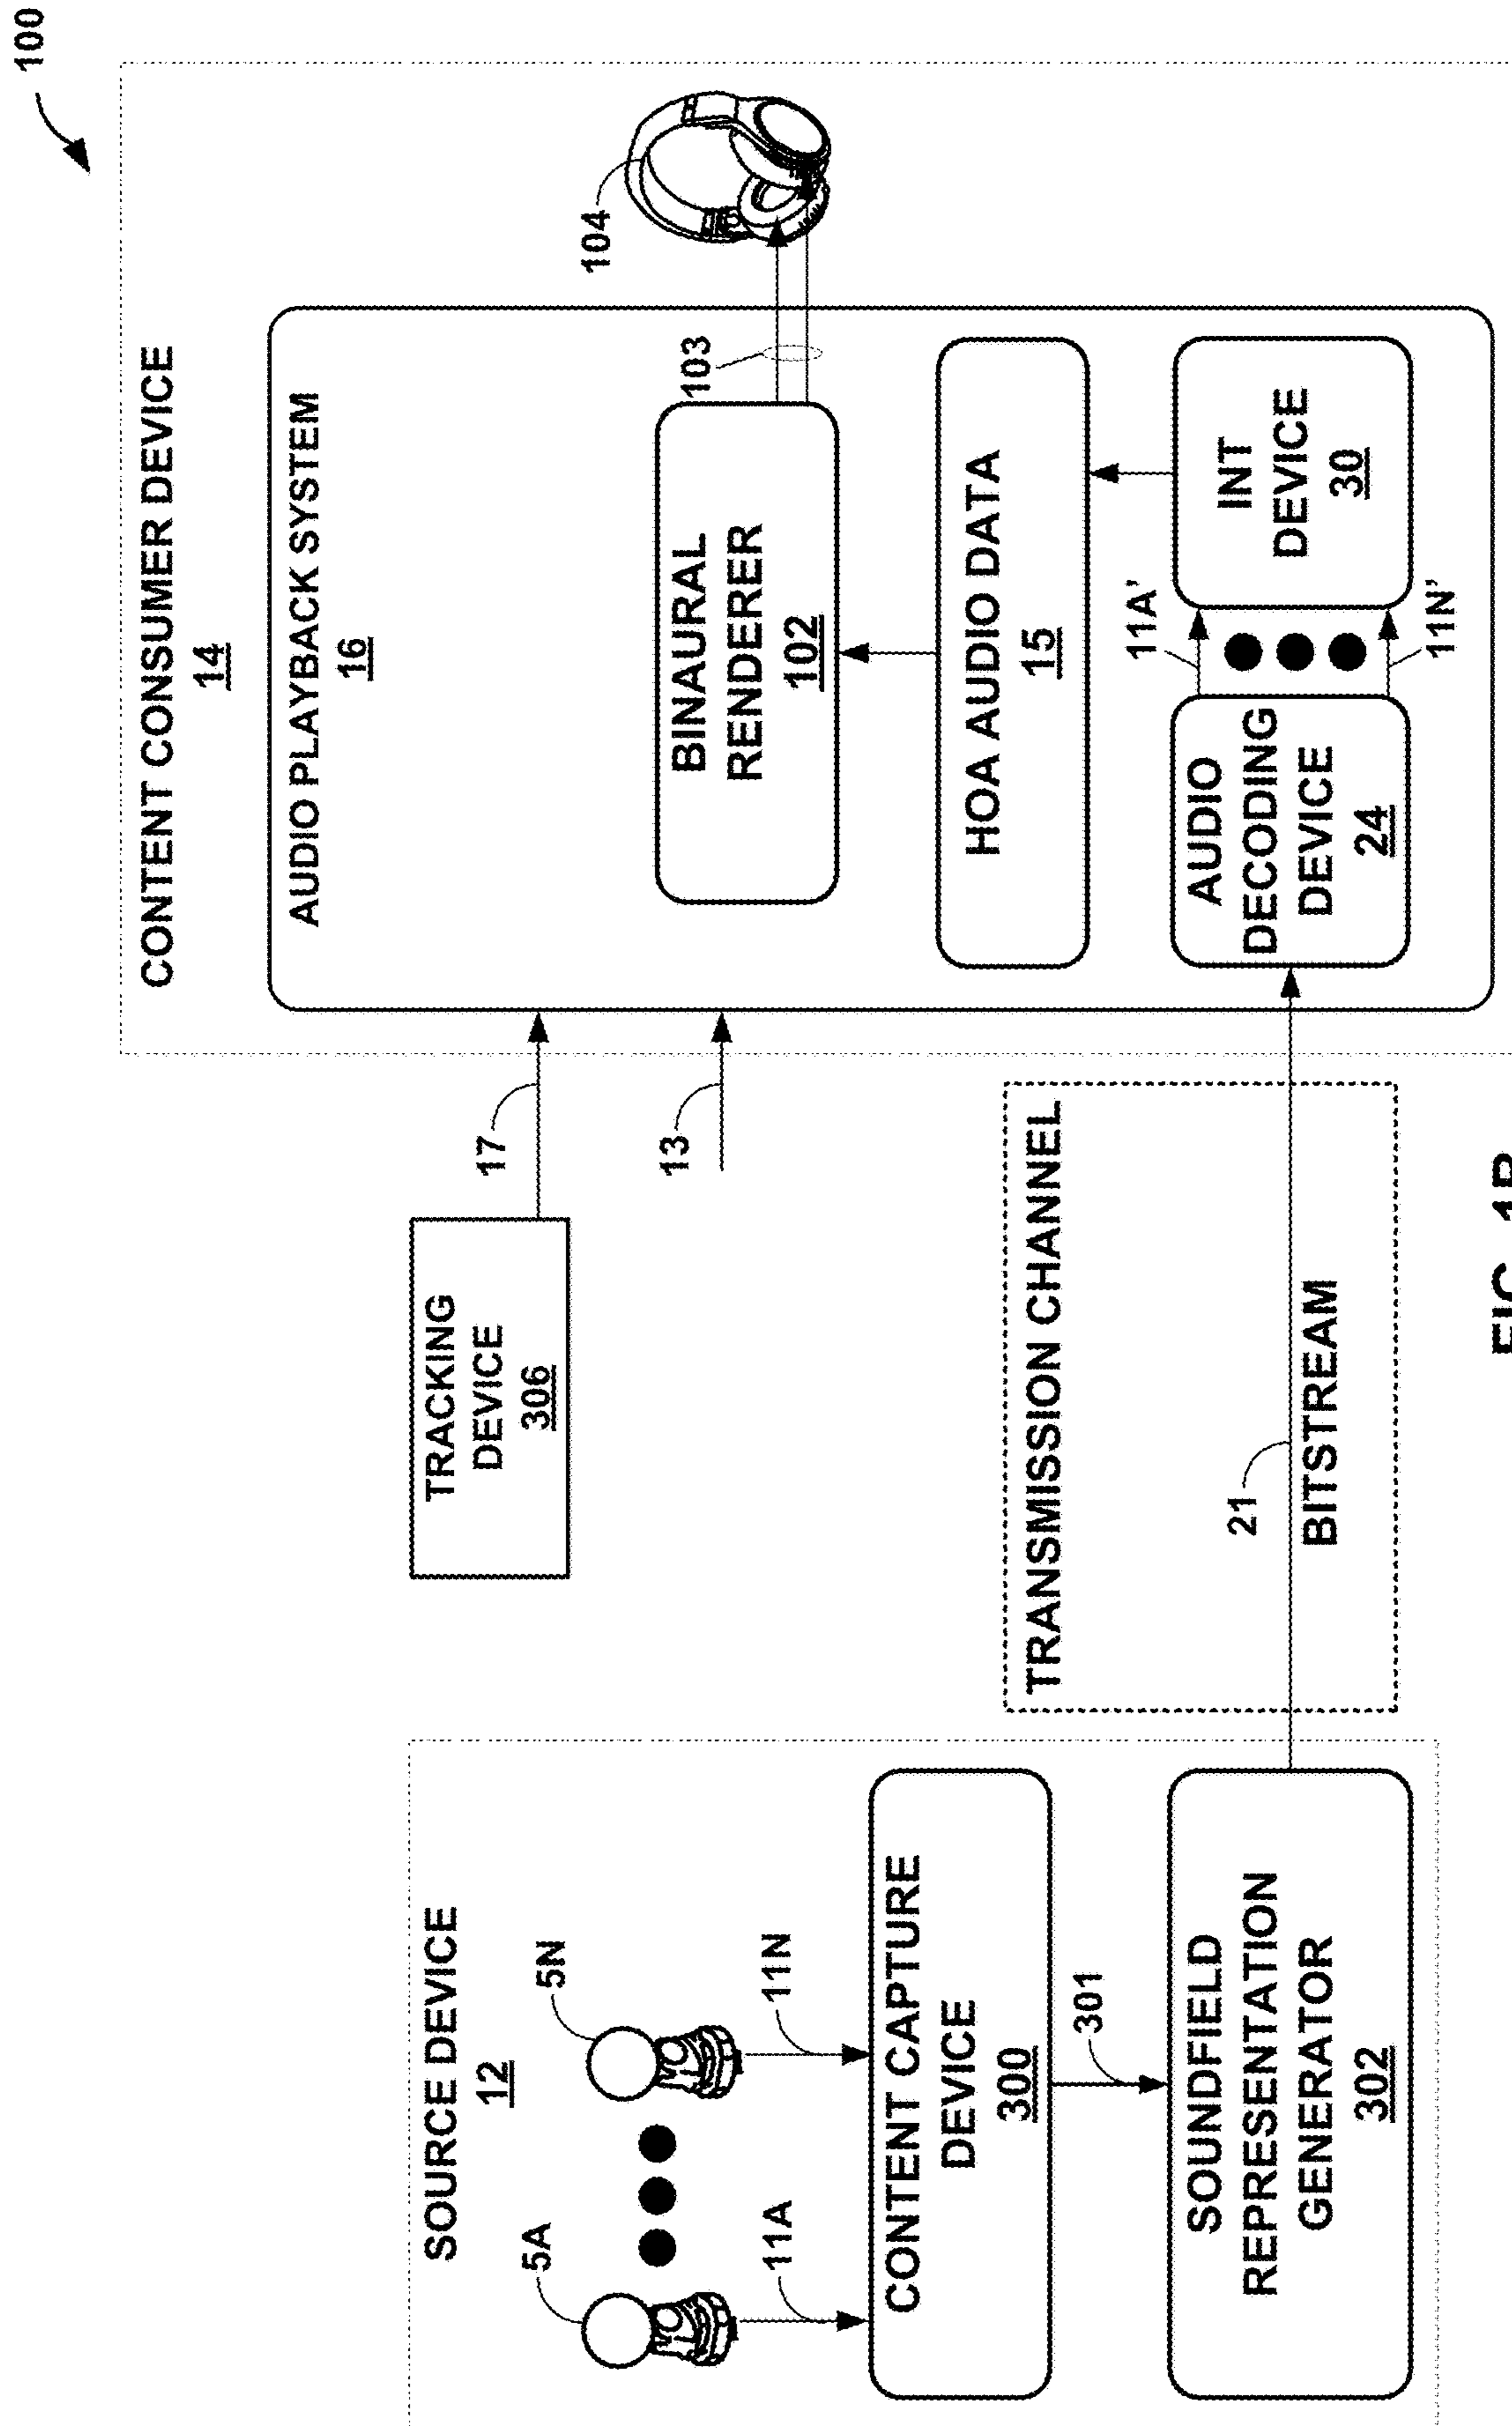 100
CONTENT CONSUMER DEVICE
14
AUDIO PLAYBACK SYSTEM
16
104
103
BINAURAL
RENDERER
102
HOA AUDIO DATA
15
AUDIO
DECODING
DEVICE
24
11A’
11N’
INT
DEVICE
30
17
13
TRACKING
DEVICE
306
TRANSMISSION CHANNEL
21
BITSTREAM
SOURCE DEVICE
12
5A
5N
11A
11N
CONTENT CAPTURE
DEVICE
300
301
SOUNDFIELD
REPRESENTATION
GENERATOR
302
FIG. 1B